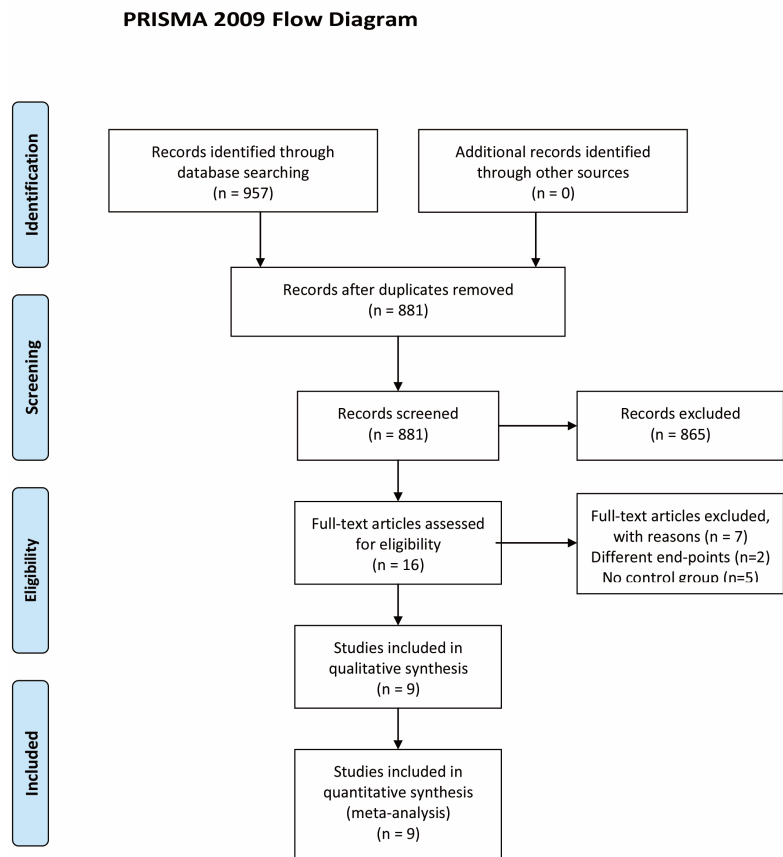 PRISMA 2009 Flow Diagram
Identification
Records identified through
database searching
(n = 957)
Additional records identified
through other sources
(n = 0)
Records after duplicates removed
(n = 881)
Screening
Records screened
(n = 881)
Records excluded
(n = 865)
Eligibility
Full-text articles assessed
for eligibility
(n = 16)
Full-text articles excluded,
with reasons (n = 7)
Different end-points (n=2)
No control group (n=5)
Studies included in
qualitative synthesis
(n = 9)
Included
Studies included in
quantitative synthesis
(meta-analysis)
(n = 9)